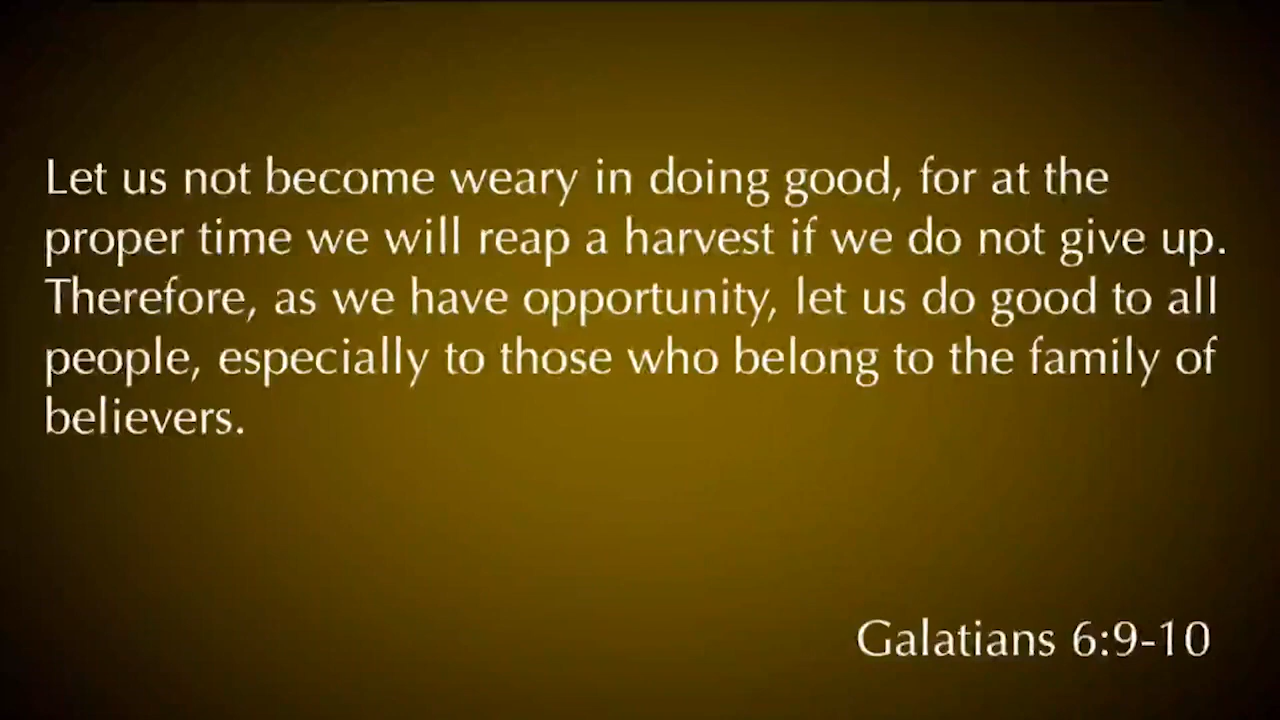 Let us not become weary in doing good, for at the
proper time we will reap a harvest if we do not give up.
Therefore, as we have opportunity, let us do good to all
people, especially to those who belong to the family of
believers.
Galatians 6:9-10